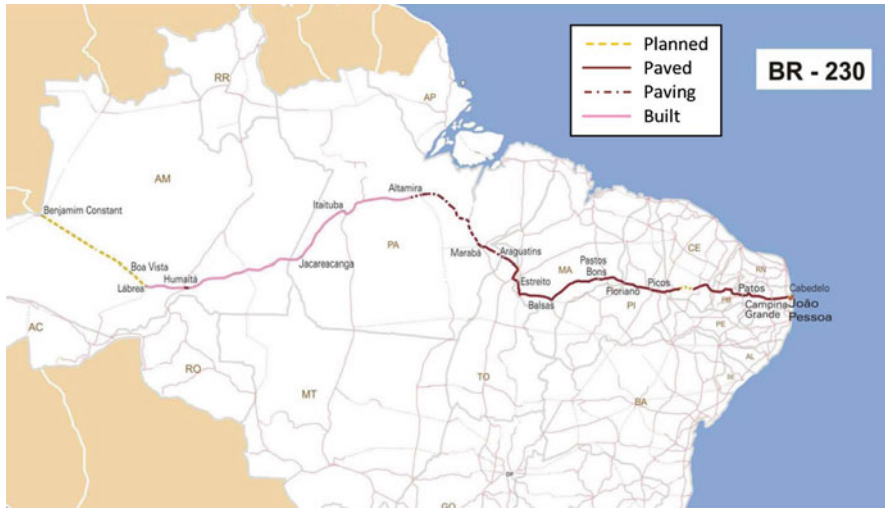 Planned
Paved
Paving
Built
BR - 230
RR
AP
AM
Altamira
Itaituba
Benjamim Constant
PA
CE
Marabá
Araguatins
Boa Vista
Jacareacanga
Pastos
Bons
MA
RN
Humaitá
Estreito
Picos
Lábrea
Patos
Cabedelo
Floriano
PB
João
Balsas
PI
Campina
Grande
Pessoa
AC
PE
AL
RO
TO
SE
MT
BA
DF
GO